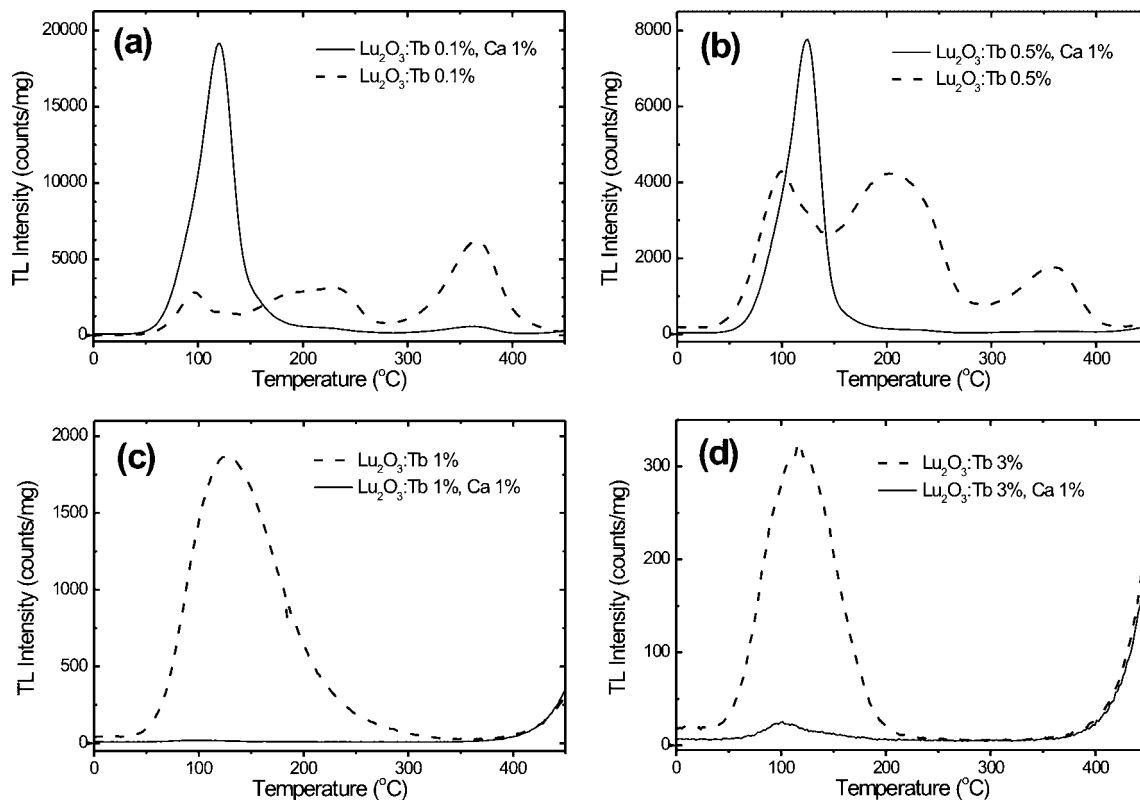 (a)
Lu₂O₃:Tb 0.1%, Ca 1%
Lu₂O₃:Tb 0.1%
TL Intensity (counts/mg)
20000
15000
10000
5000
0
0 100 200 300 400
Temperature (°C)
(b)
Lu₂O₃:Tb 0.5%, Ca 1%
Lu₂O₃:Tb 0.5%
TL Intensity (counts/mg)
8000
6000
4000
2000
0
0 100 200 300 400
Temperature (°C)
(c)
Lu₂O₃:Tb 1%
Lu₂O₃:Tb 1%, Ca 1%
TL Intensity (counts/mg)
2000
1500
1000
500
0
0 100 200 300 400
Temperature (°C)
(d)
Lu₂O₃:Tb 3%
Lu₂O₃:Tb 3%, Ca 1%
TL Intensity (counts/mg)
300
200
100
0
0 100 200 300 400
Temperature (°C)